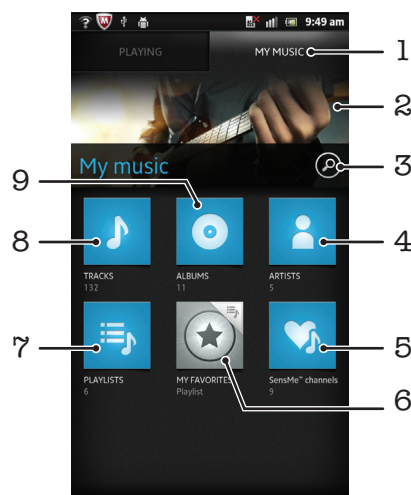 9:49 am
PLAYING MY MUSIC 1
2
My music 3
9
8 4
TRACKS ALBUMS ARTISTS
132 11 5
7 5
PLAYLISTS MY FAVORITES SensMe™ channels
6 Playlist 9
6